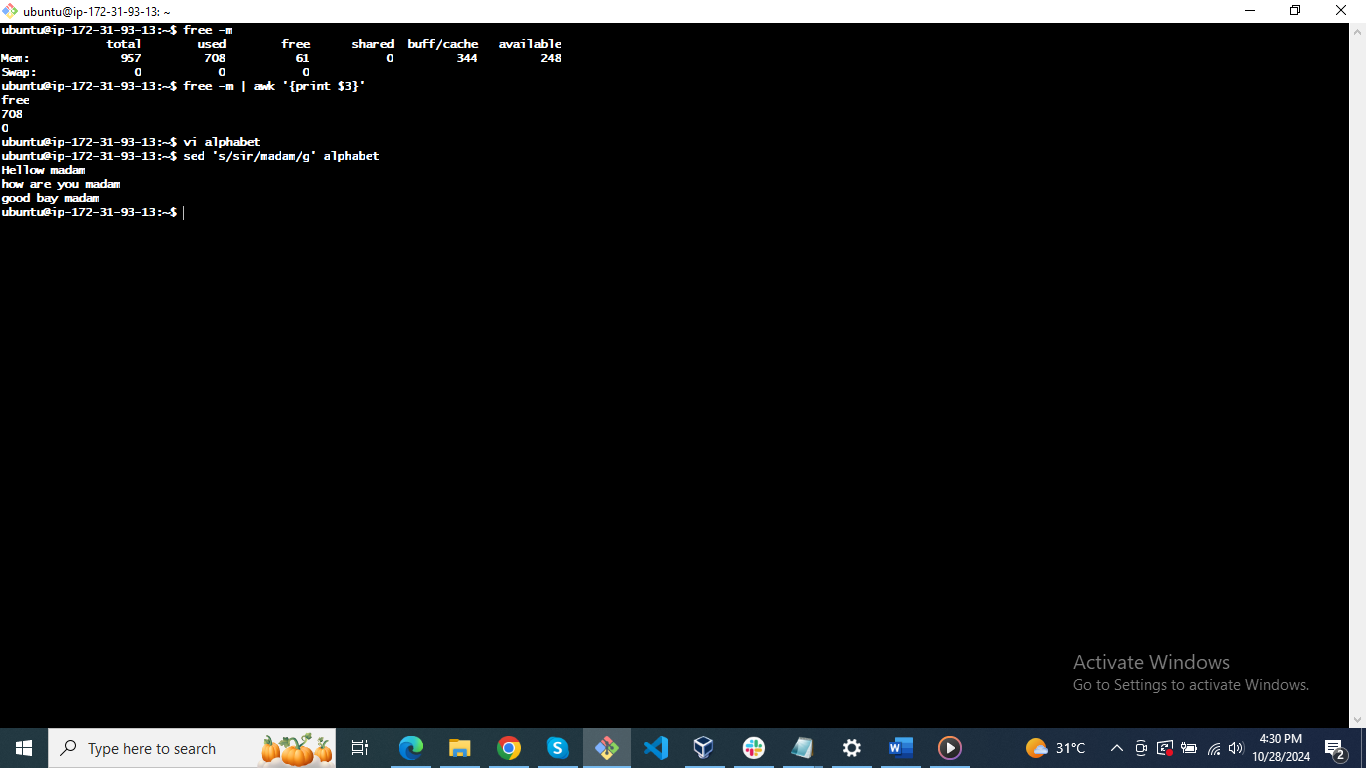 ubuntu@ip-172-31-93-13: ~
ubuntu@ip-172-31-93-13:~$ free -m
total used free shared buff/cache available
Mem: 957 708 61 0 344 248
Swap: 0 0 0
ubuntu@ip-172-31-93-13:~$ free -m | awk '{print $3}'
free
708
0
ubuntu@ip-172-31-93-13:~$ vi alphabet
ubuntu@ip-172-31-93-13:~$ sed 's/sir/madam/g' alphabet
Hellow madam
how are you madam
good bay madam
ubuntu@ip-172-31-93-13:~$
Activate Windows
Go to Settings to activate Windows.
Type here to search
31°C
4:30 PM
10/28/2024
2